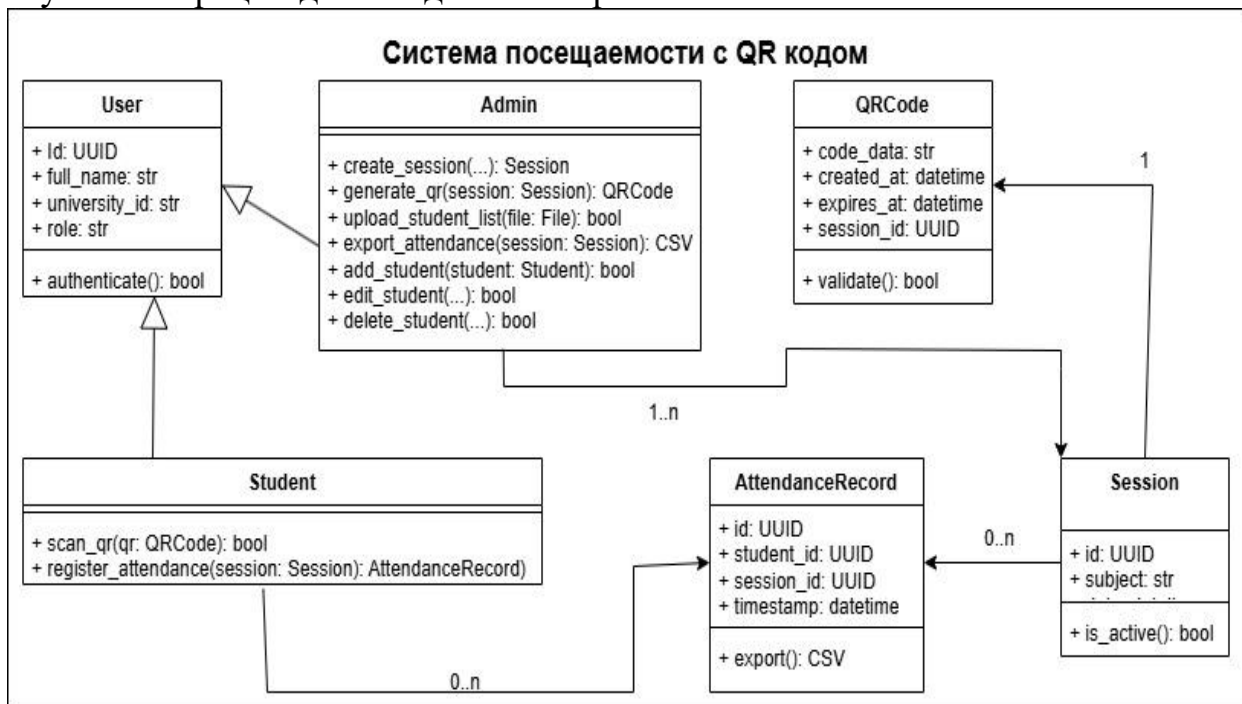 Система посещаемости с QR кодом
User
+ Id: UUID
+ full_name: str
+ university_id: str
+ role: str
+ authenticate(): bool
Admin
+ create_session(...): Session
+ generate_qr(session: Session): QRCode
+ upload_student_list(file: File): bool
+ export_attendance(session: Session): CSV
+ add_student(student: Student): bool
+ edit_student(...): bool
+ delete_student(...): bool
QRCode
+ code_data: str
+ created_at: datetime
+ expires_at: datetime
+ session_id: UUID
+ validate(): bool
1
1..n
Student
+ scan_qr(qr: QRCode): bool
+ register_attendance(session: Session): AttendanceRecord)
AttendanceRecord
+ id: UUID
+ student_id: UUID
+ session_id: UUID
+ timestamp: datetime
+ export(): CSV
0..n
Session
+ id: UUID
+ subject: str
+ is_active(): bool
0..n